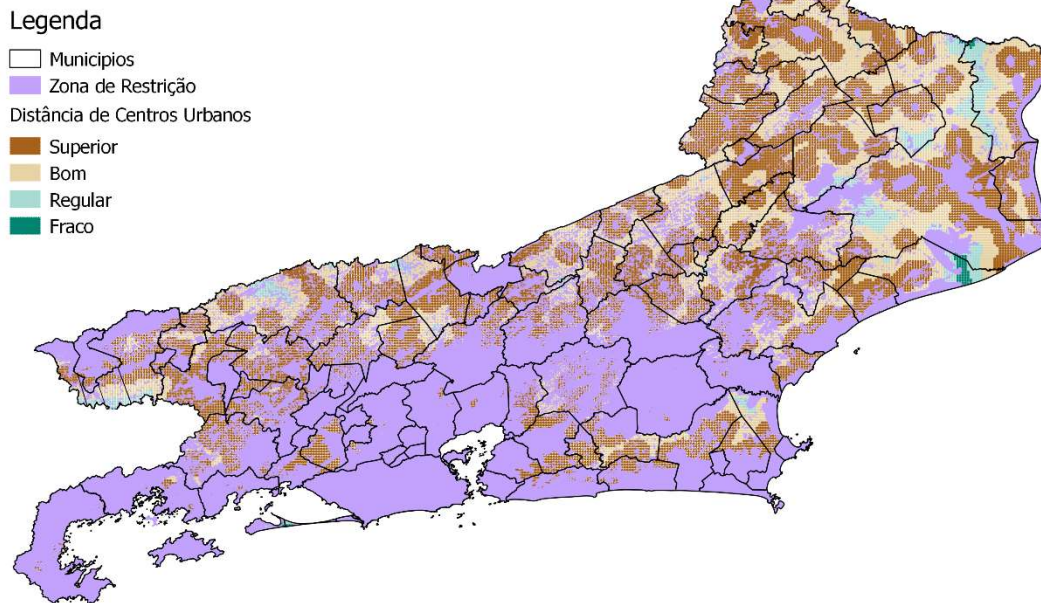 Legenda
Municipios
Zona de Restrição
Distância de Centros Urbanos
Superior
Bom
Regular
Fraco